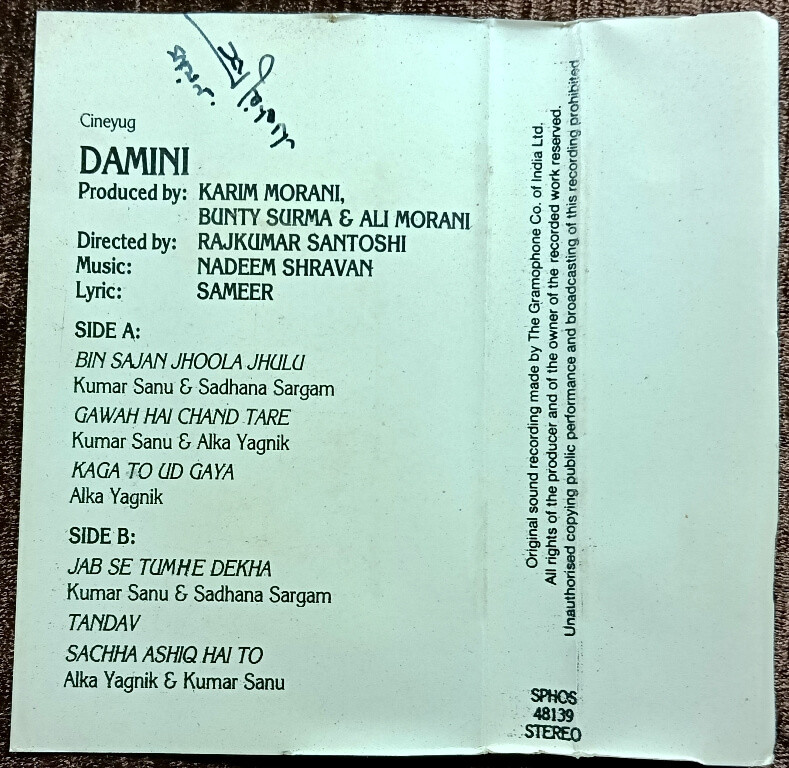 Cineyug
DAMINI
Produced by: KARIM MORANI,
BUNTY SURMA & ALI MORANI
Directed by: RAJKUMAR SANTOSHI
Music: NADEEM SHRAVAN
Lyric: SAMEER
SIDE A:
BIN SAJAN JHOOLA JHULU
Kumar Sanu & Sadhana Sargam
GAWAH HAI CHAND TARE
Kumar Sanu & Alka Yagnik
KAGA TO UD GAYA
Alka Yagnik
SIDE B:
JAB SE TUMHE DEKHA
Kumar Sanu & Sadhana Sargam
TANDAV
SACHHA ASHIQ HAI TO
Alka Yagnik & Kumar Sanu
Original sound recording made by The Gramophone Co. of India Ltd.
All rights of the producer and of the owner of the recorded work reserved.
Unauthorised copying public performance and broadcasting of this recording prohibited
SPHOS
48139
STEREO